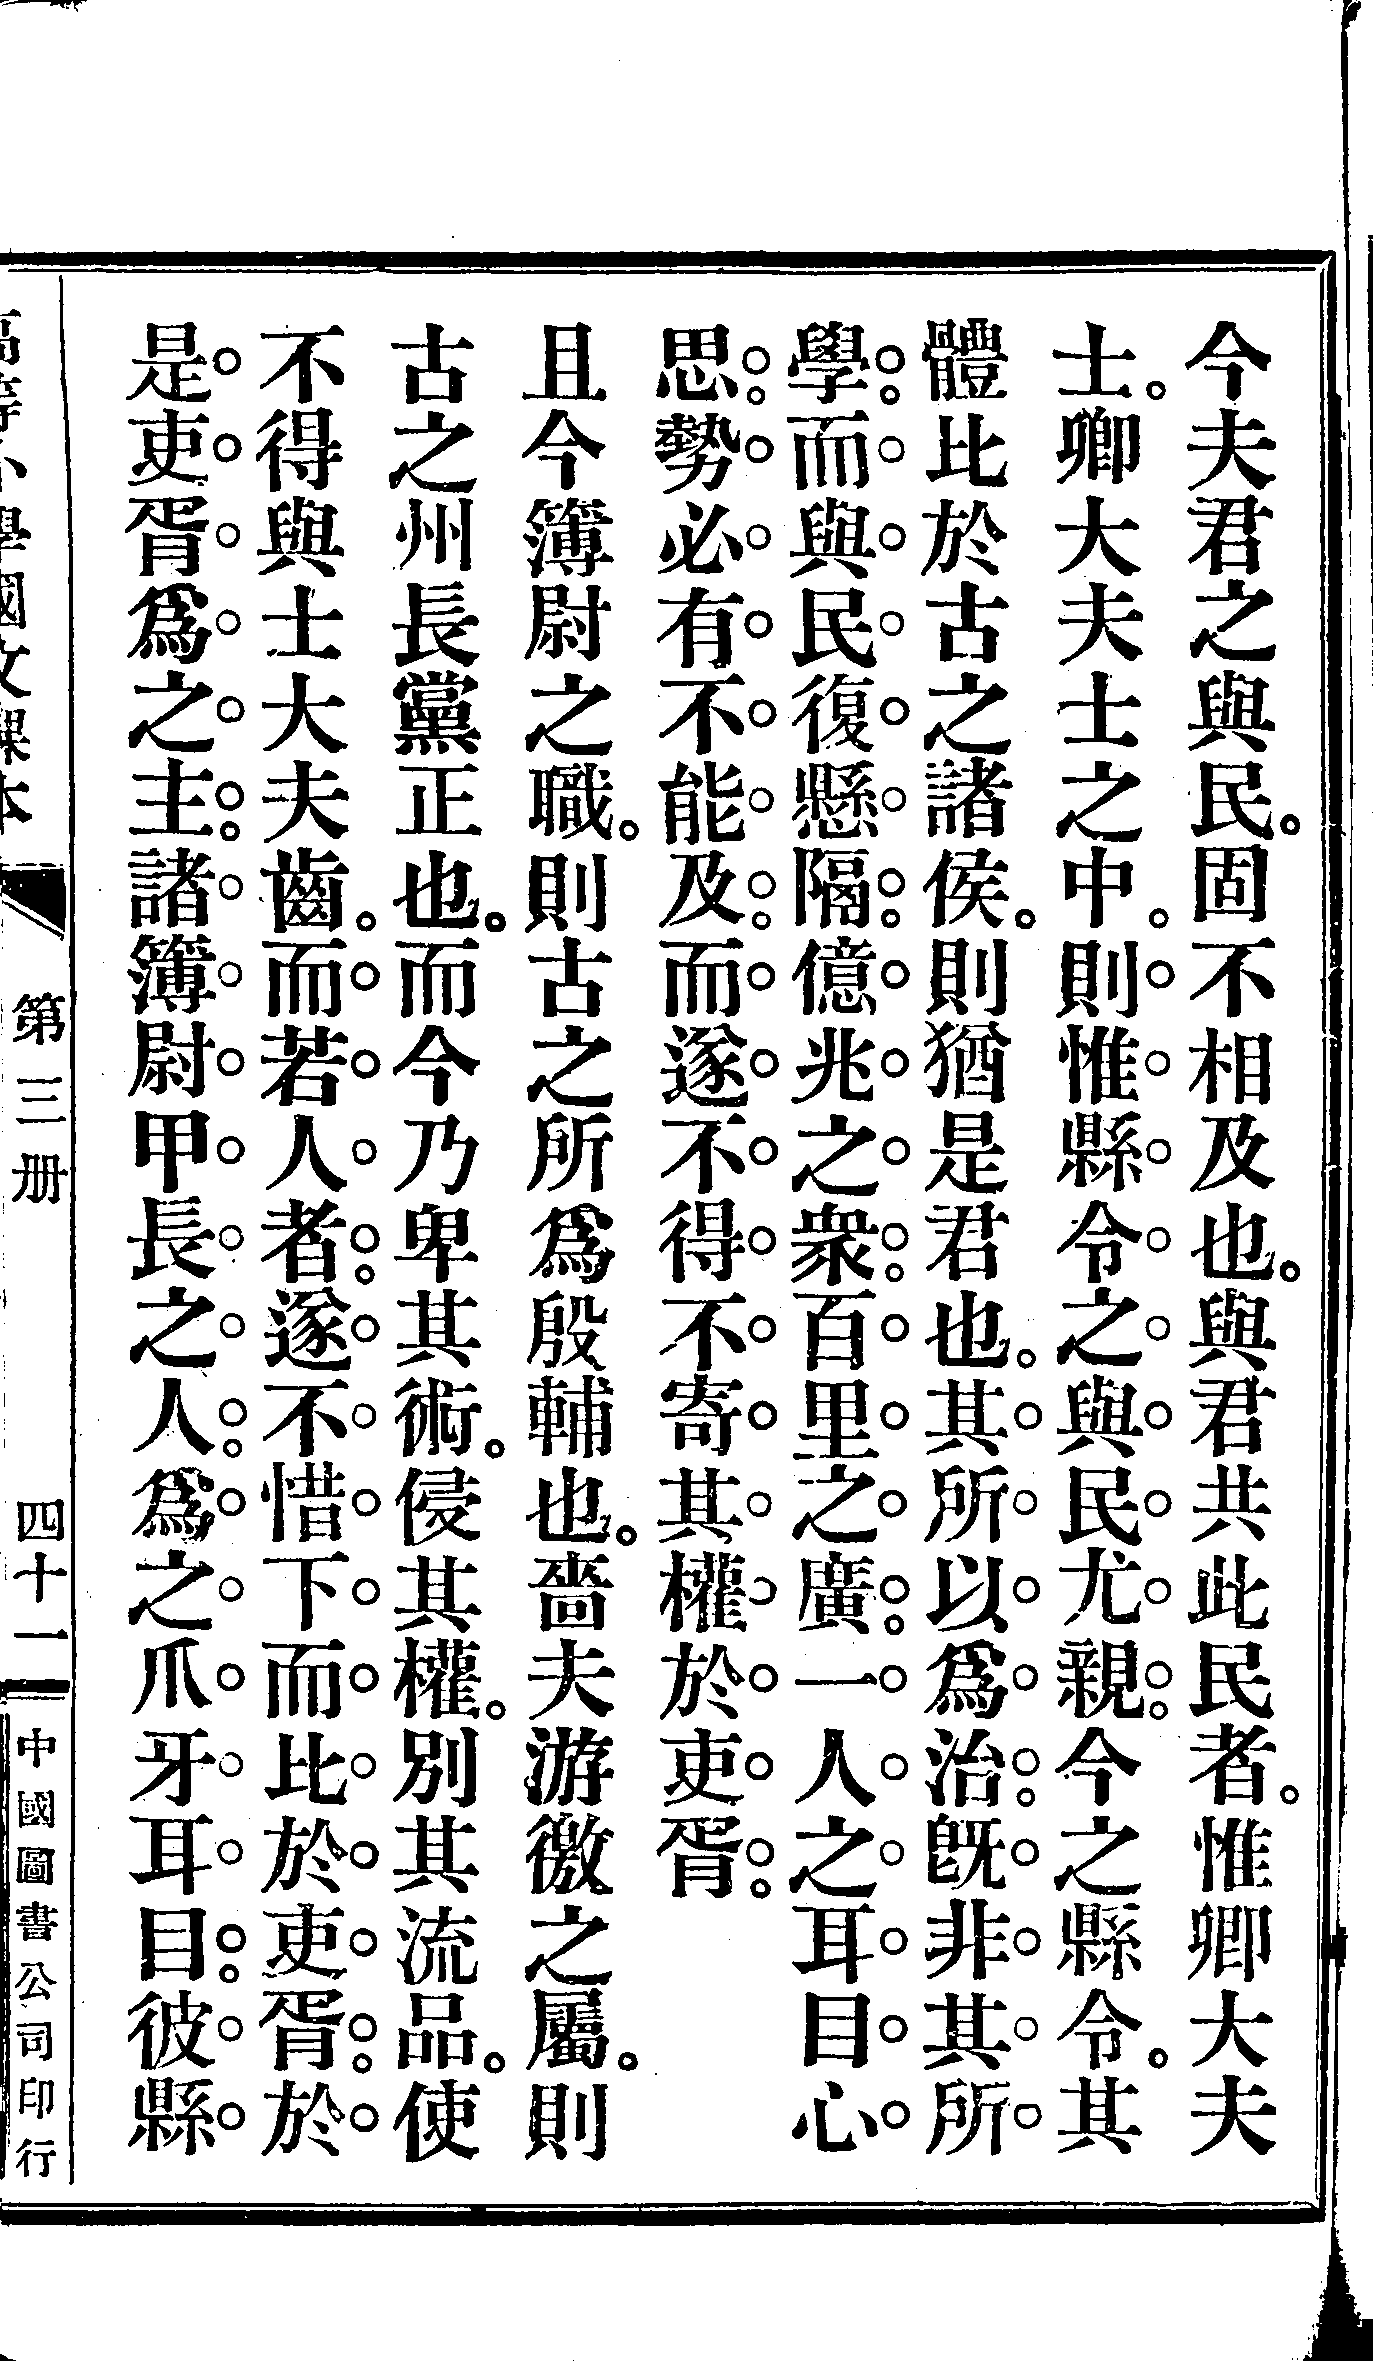 今夫君之與民。固不相及也。與君共此民者。惟卿大夫
士。卿大夫士之中。則惟縣令之與民尤親。今之縣令。其
體比於古之諸侯。則猶是君也。其所以爲治。既非其所
學。而與民復懸隔。億兆之衆。百里之廣。一人之耳目心
思。勢必有不能及。而遂不得不寄其權於吏胥。
且今簿尉之職。則古之所爲殷輔也。嗇夫游徼之屬。則
古之州長黨正也。而今乃卑其術。侵其權。別其流品。使
不得與士大夫齒。而若人者。遂不惜下而比於吏胥。於
是吏胥爲之主。諸簿尉甲長之人。爲之爪牙耳目。彼縣
高等小學國文課本
第三册
四十一
中國圖書公司印行